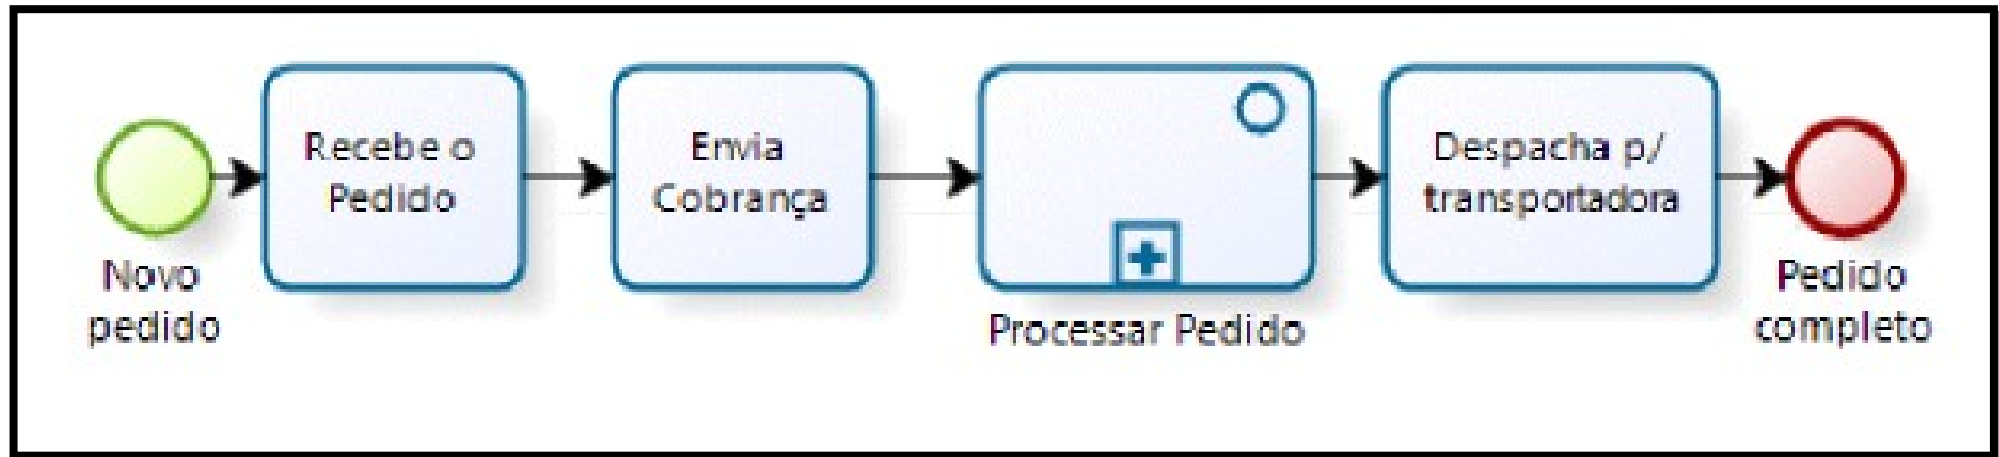 Novo
pedido
Recebe o
Pedido
Envia
Cobrança
Processar Pedido
Despacha p/
transportadora
Pedido
completo